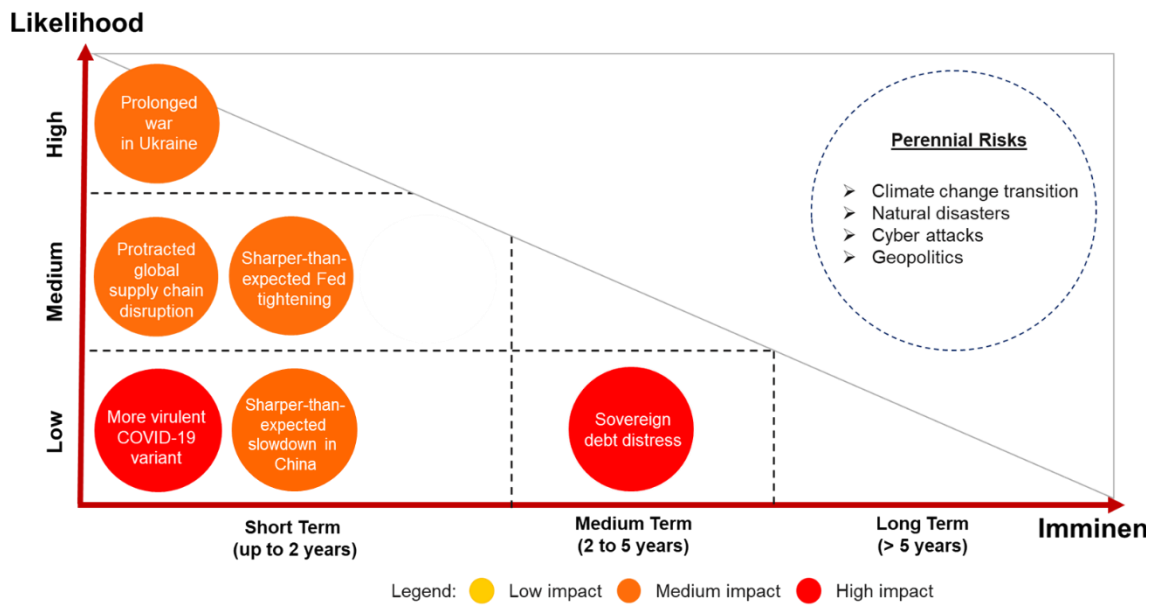 Likelihood
High
Prolonged
war
in Ukraine
Perennial Risks
➢ Climate change transition
➢ Natural disasters
➢ Cyber attacks
➢ Geopolitics
Medium
Protracted
global
supply chain
disruption
Sharper-than-
expected Fed
tightening
Low
More virulent
COVID-19
variant
Sharper-than-
expected
slowdown in
China
Sovereign
debt distress
Short Term
(up to 2 years)
Medium Term
(2 to 5 years)
Long Term
(> 5 years)
Imminen
Legend: Low impact Medium impact High impact